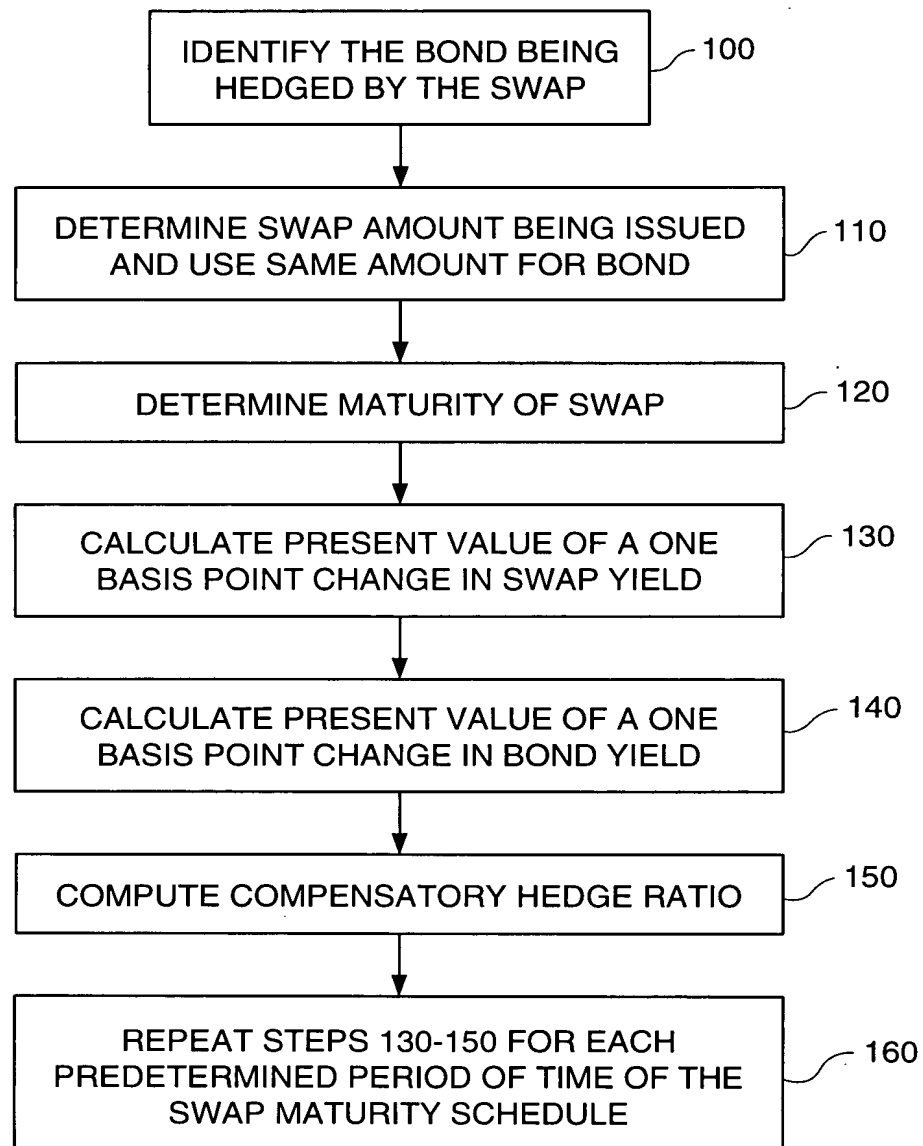 IDENTIFY THE BOND BEING
HEDGED BY THE SWAP
100
DETERMINE SWAP AMOUNT BEING ISSUED
AND USE SAME AMOUNT FOR BOND
110
DETERMINE MATURITY OF SWAP
120
CALCULATE PRESENT VALUE OF A ONE
BASIS POINT CHANGE IN SWAP YIELD
130
CALCULATE PRESENT VALUE OF A ONE
BASIS POINT CHANGE IN BOND YIELD
140
COMPUTE COMPENSATORY HEDGE RATIO
150
REPEAT STEPS 130-150 FOR EACH
PREDETERMINED PERIOD OF TIME OF THE
SWAP MATURITY SCHEDULE
160